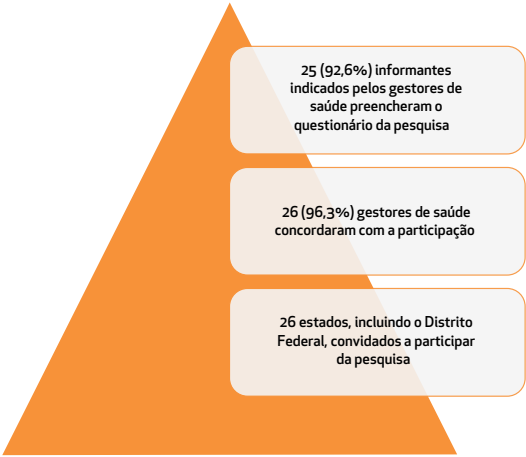 25 (92,6%) informantes
indicados pelos gestores de
saúde preencheram o
questionário da pesquisa
26 (96,3%) gestores de saúde
concordaram com a participação
26 estados, incluindo o Distrito
Federal, convidados a participar
da pesquisa